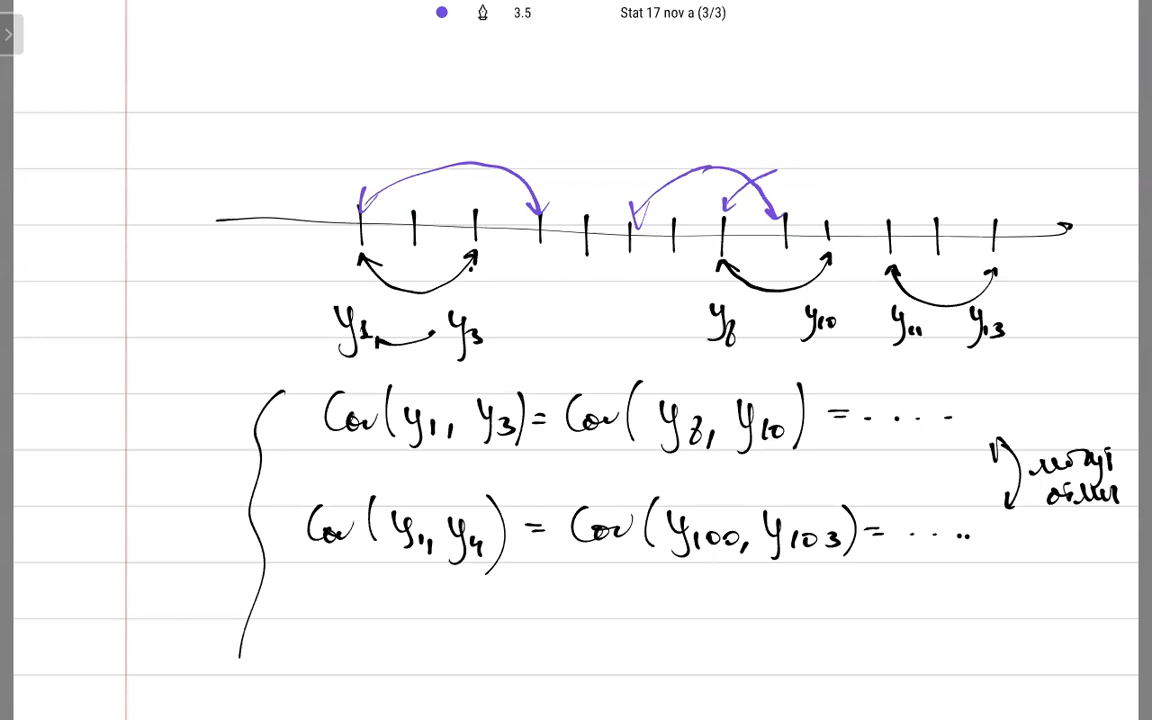 3.5 Stat 17 nov a (3/3)
y₁ y₃ y₈ y₁₀ y₁₁ y₁₃
Cov(y₁, y₃) = Cov(y₈, y₁₀) = . . . .
Cov(y₁, y₄) = Cov(y₁₀₀, y₁₀₃) = . . . .